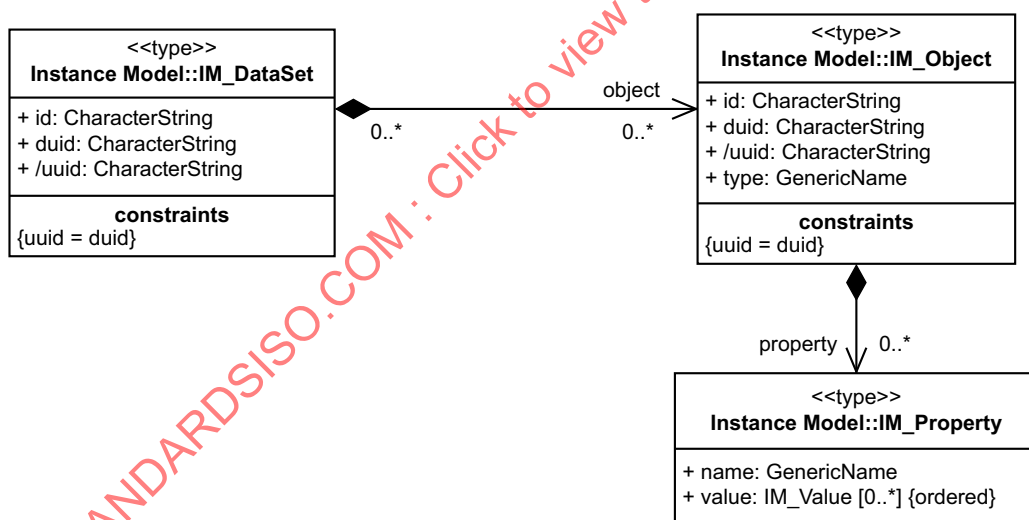 <<type>>
Instance Model::IM_DataSet
+ id: CharacterString
+ duid: CharacterString
+ /uuid: CharacterString
constraints
{uuid = duid}
object
0..*
0..*
<<type>>
Instance Model::IM_Object
+ id: CharacterString
+ duid: CharacterString
+ /uuid: CharacterString
+ type: GenericName
constraints
{uuid = duid}
property
0..*
<<type>>
Instance Model::IM_Property
+ name: GenericName
+ value: IM_Value [0..*] {ordered}
NDARDSISO.COM : Click to view